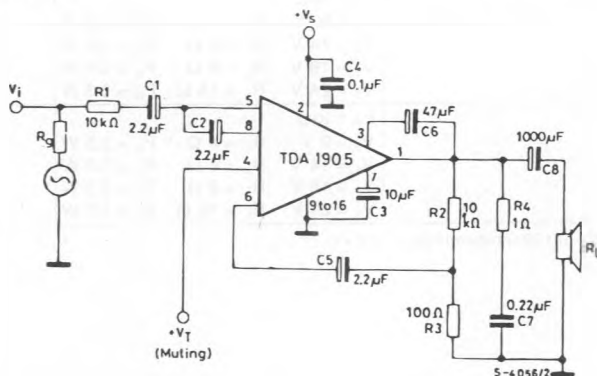 +Vs
C4
0,1μF
Vi
R1
10kΩ
C1
2.2μF
C2
2.2μF
Rg
5
8
4
6
2
3
1
7
TDA 1905
9to16
47μF
C6
10μF
C3
R2
10
kΩ
R4
1Ω
1000μF
C8
C5
2.2μF
100Ω
R3
0.22μF
C7
+VT
(Muting)
S-4056/2